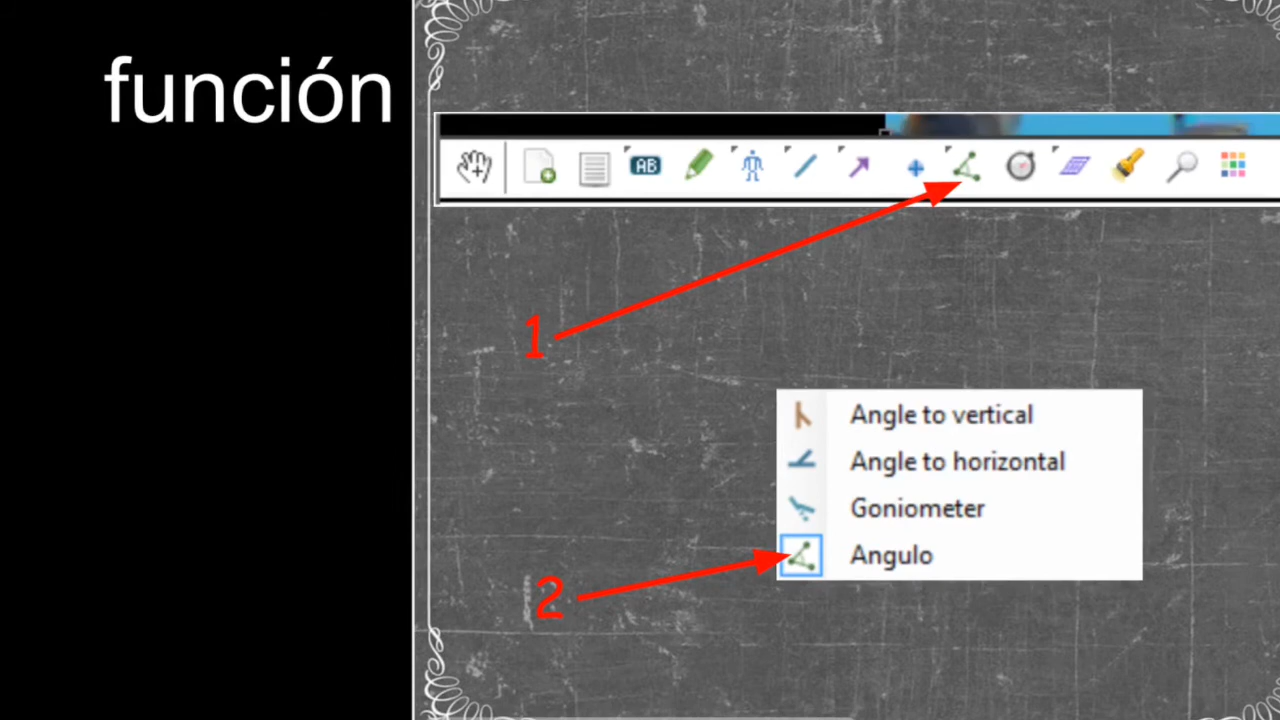 función
AB
1
Angle to vertical
Angle to horizontal
Goniometer
Angulo
2